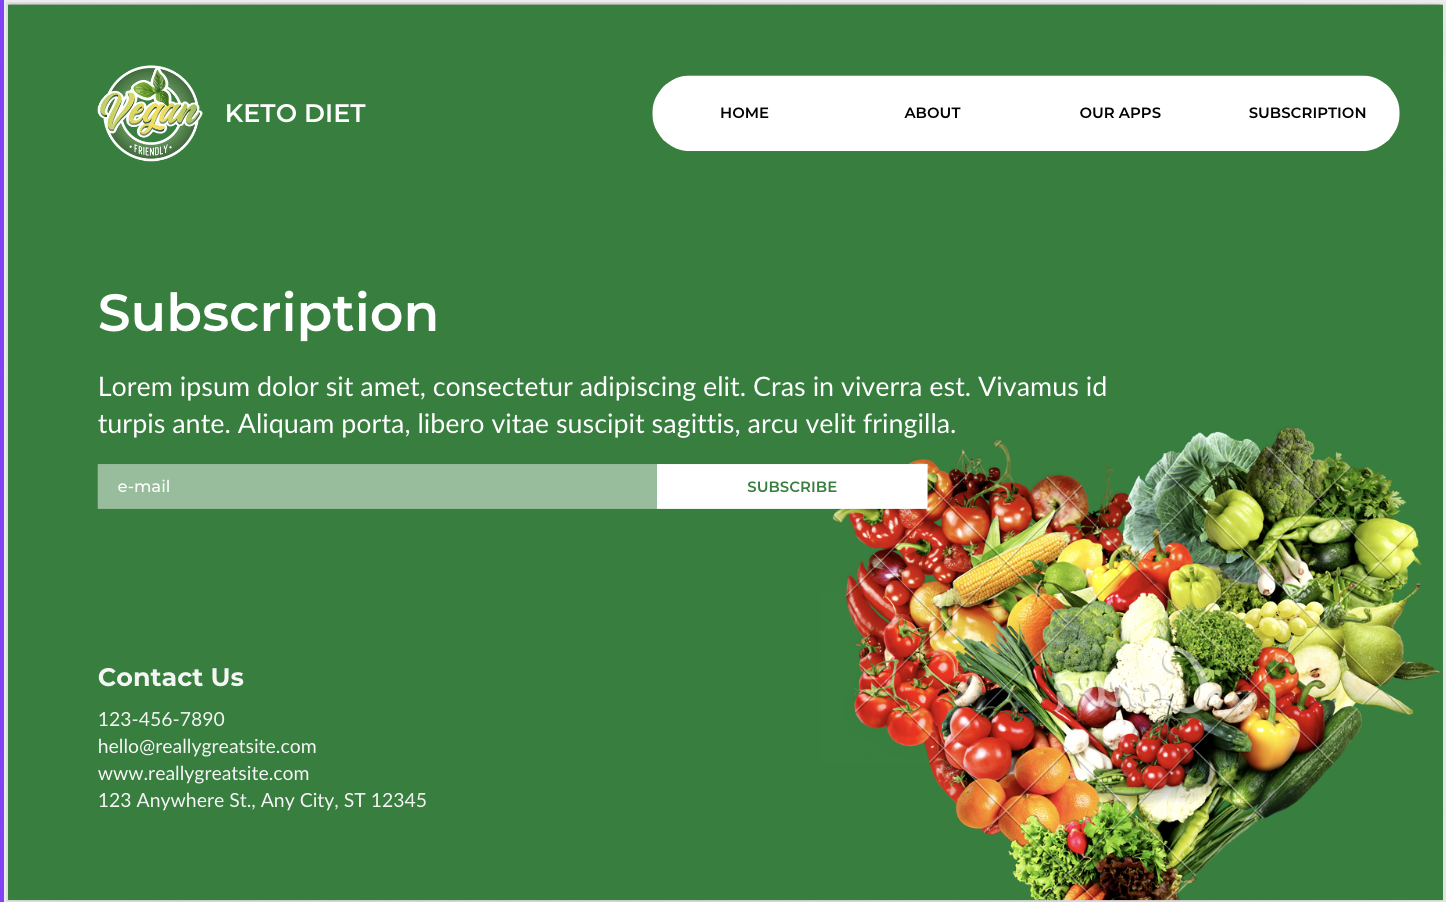 Vegan
• FRIENDLY •
KETO DIET
HOME
ABOUT
OUR APPS
SUBSCRIPTION
Subscription
Lorem ipsum dolor sit amet, consectetur adipiscing elit. Cras in viverra est. Vivamus id
turpis ante. Aliquam porta, libero vitae suscipit sagittis, arcu velit fringilla.
e-mail
SUBSCRIBE
Contact Us
123-456-7890
hello@reallygreatsite.com
www.reallygreatsite.com
123 Anywhere St., Any City, ST 12345